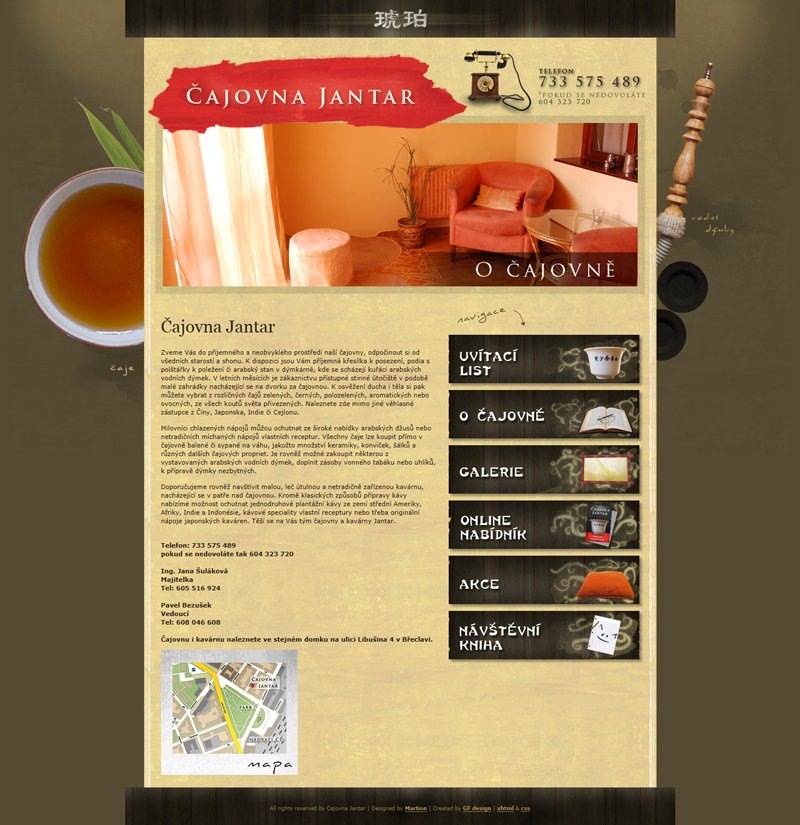 琥珀
Čajovna Jantar
Telefon
733 575 489
*pokud se nedovoláte
604 323 720
vodní
dýmky
O čajovně
čaje
navigace
Čajovna Jantar
Zveme Vás do příjemného a neobvyklého prostředí naší čajovny, odpočinout si od
všedních starostí a shonu. K dispozici jsou Vám příjemná křesílka k posezení, podia s
polštářky k poležení či arabský stan v dýmkárně, kde se scházejí kuřáci arabských
vodních dýmek. V letních měsících je zákaznictvu přístupné stinné útočiště v podobě
malé zahrádky nacházející se na dvorku za čajovnou. K osvěžení ducha i těla si pak
můžete vybrat z rozličných čajů zelených, černých, polozelených, aromatických nebo
ovocných, ze všech koutů světa přivezených. Naleznete zde mimo jiné věhlasné
zástupce z Číny, Japonska, Indie či Cejlonu.
Milovníci chlazených nápojů můžou ochutnat ze široké nabídky arabských džusů nebo
netradičních míchaných nápojů vlastních receptur. Všechny čaje lze koupit přímo v
čajovně balené či sypané na váhu, jakožto množství keramiky, konviček, šálků a
různých dalších čajových propriet. Je rovněž možné zakoupit některou z
vystavovaných arabských vodních dýmek, doplnit zásoby vonného tabáku nebo uhlíků,
k přípravě dýmky nezbytných.
Doporučujeme rovněž navštívit malou, leč útulnou a netradičně zařízenou kavárnu,
nacházející se v patře nad čajovnou. Kromě klasických způsobů přípravy kávy
nabízíme možnost ochutnat jednodruhové plantážní kávy ze zemí střední Ameriky,
Afriky, Indie a Indonésie, kávové speciality vlastní receptury nebo třeba originální
nápoje japonských kaváren. Těší se na Vás tým čajovny a kavárny Jantar.
Telefon: 733 575 489
pokud se nedovoláte tak 604 323 720
Ing. Jana Šuláková
Majitelka
Tel: 605 516 924
Pavel Bezušek
Vedoucí
Tel: 608 046 608
Čajovnu i kavárnu naleznete ve stejném domku na ulici Libušina 4 v Břeclavi.
Čajovna
Jantar
Park
mapa
Uvítací
list
O čajovně
Galerie
Online
nabídník
Čajovna
Jantar
Akce
Návštěvní
kniha
All rights reserved by Čajovna Jantar | Designed by Martion | Created by GF design | xhtml & css